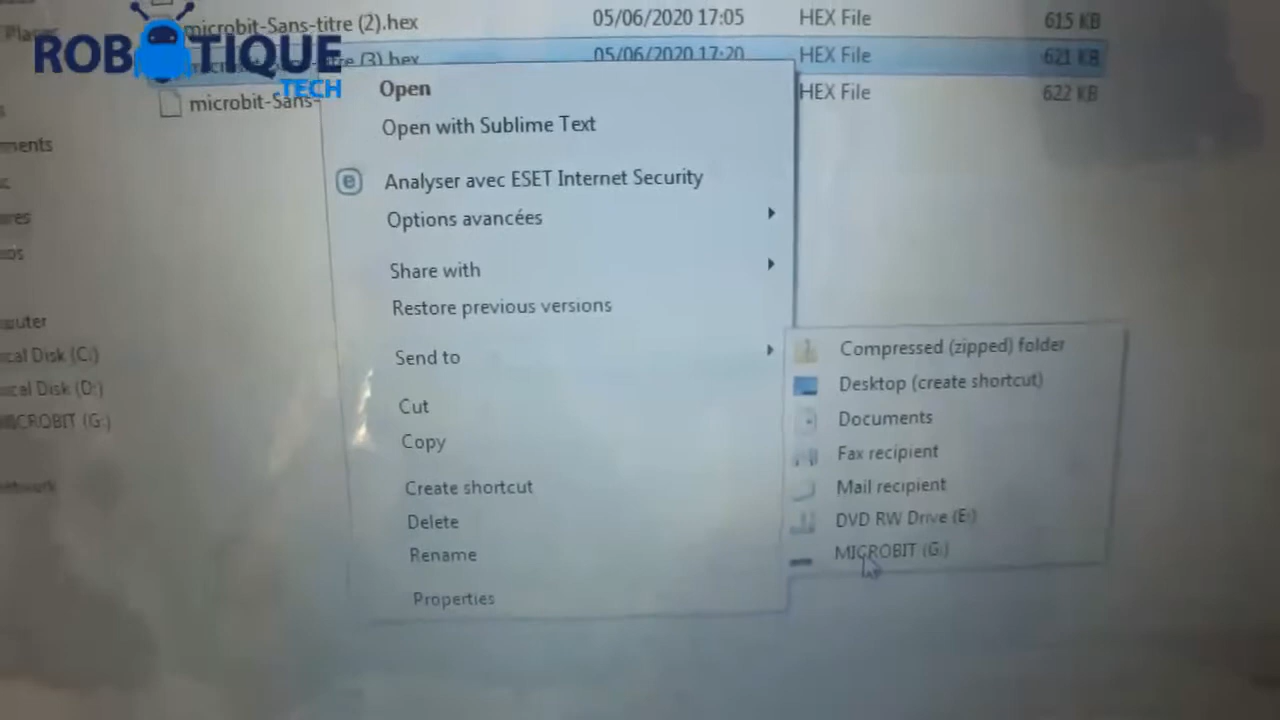 microbit-Sans-titre (2).hex 05/06/2020 17:05 HEX File 615 KB
ROBOTIQUE
TECH
(3).hex 05/06/2020 17:20 HEX File 621 KB
microbit-Sans- HEX File 622 KB
Open
Open with Sublime Text
Analyser avec ESET Internet Security
Options avancées
Share with
Restore previous versions
Send to
Cut
Copy
Create shortcut
Delete
Rename
Properties
Compressed (zipped) folder
Desktop (create shortcut)
Documents
Fax recipient
Mail recipient
DVD RW Drive (E:)
MICROBIT (G:)
ments
cal Disk (C:)
cal Disk (D:)
MICROBIT (G:)